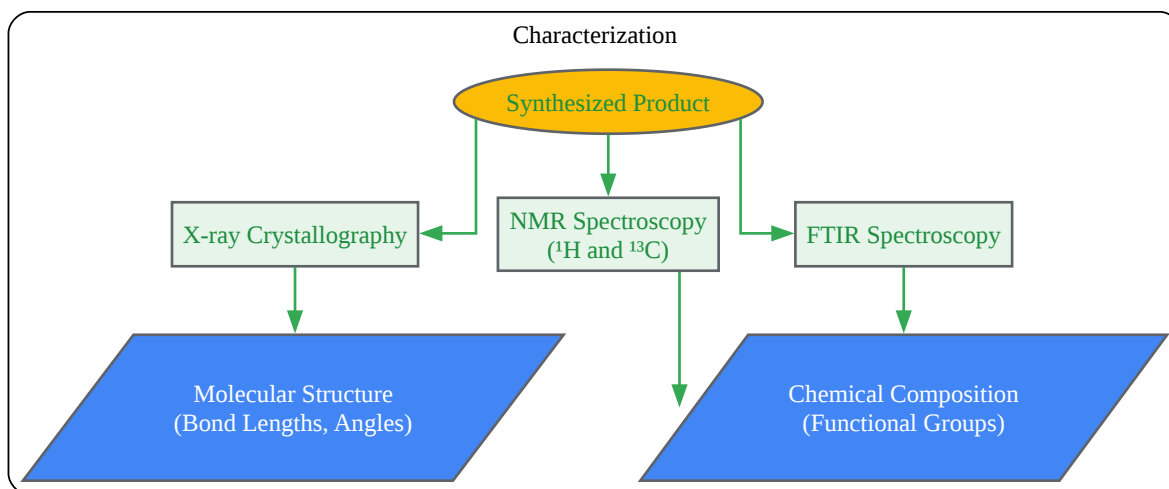 Characterization
Synthesized Product
X-ray Crystallography
NMR Spectroscopy
(¹H and ¹³C)
FTIR Spectroscopy
Molecular Structure
(Bond Lengths, Angles)
Chemical Composition
(Functional Groups)